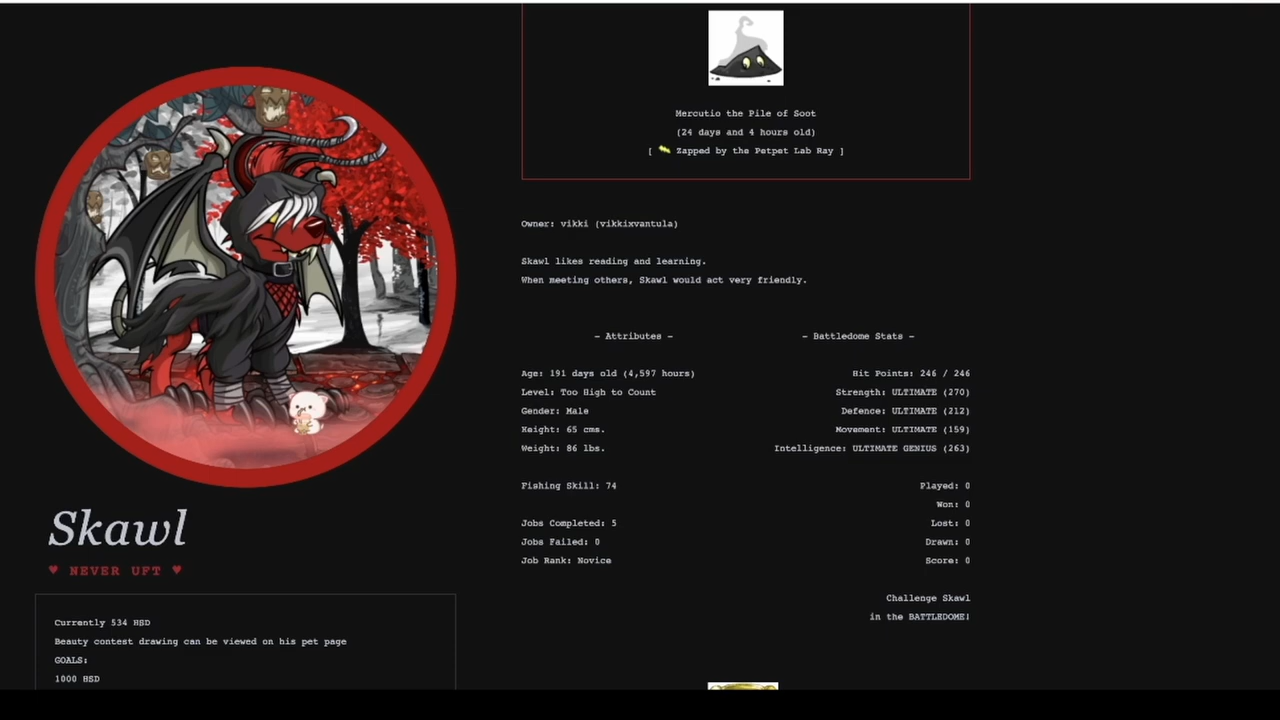 Skawl
♥ NEVER UFT ♥
Currently 534 HSD
Beauty contest drawing can be viewed on his pet page
GOALS:
1000 HSD
Mercutio the Pile of Soot
(24 days and 4 hours old)
[ Zapped by the Petpet Lab Ray ]
Owner: vikki (vikkixvantula)
Skawl likes reading and learning.
When meeting others, Skawl would act very friendly.
- Attributes -
Age: 191 days old (4,597 hours)
Level: Too High to Count
Gender: Male
Height: 65 cms.
Weight: 86 lbs.
Fishing Skill: 74
Jobs Completed: 5
Jobs Failed: 0
Job Rank: Novice
- Battledome Stats -
Hit Points: 246 / 246
Strength: ULTIMATE (270)
Defence: ULTIMATE (212)
Movement: ULTIMATE (159)
Intelligence: ULTIMATE GENIUS (263)
Played: 0
Won: 0
Lost: 0
Drawn: 0
Score: 0
Challenge Skawl
in the BATTLEDOME!